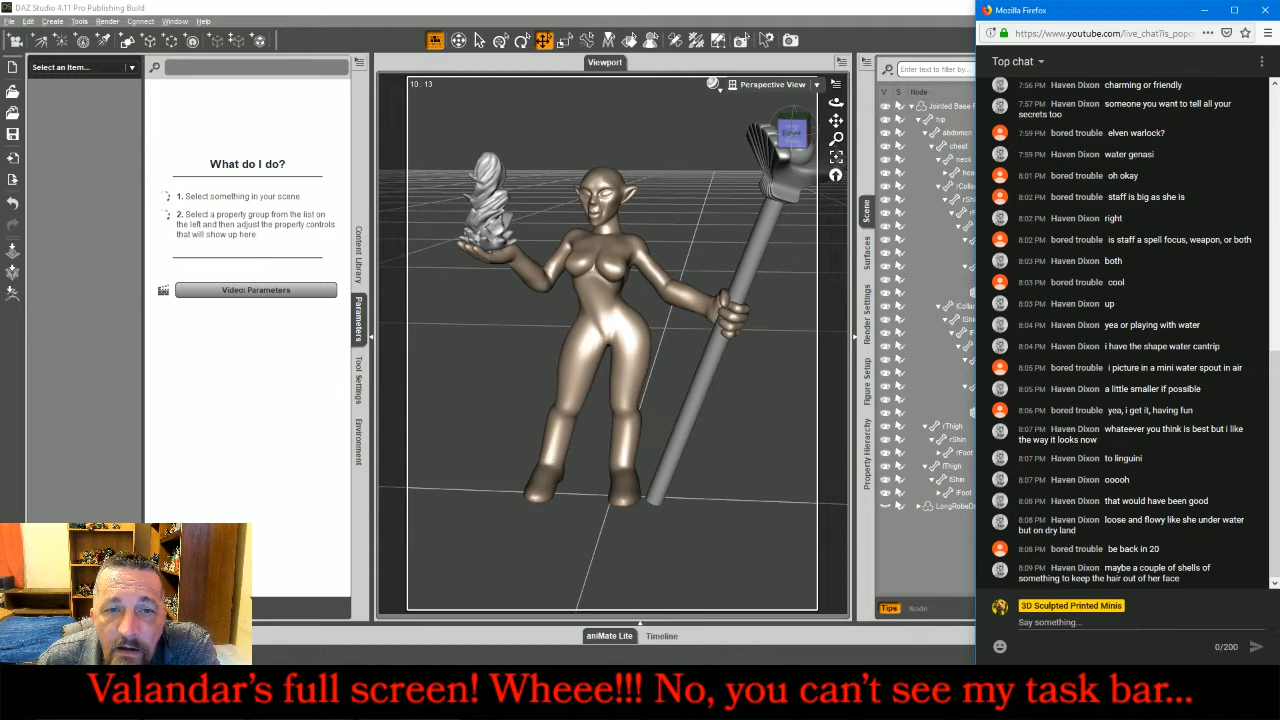 DAZ Studio 4.11 Pro Publishing Build
File Edit Create Tools Render Connect Window Help
Select an Item...
What do I do?
1. Select something in your scene.
2. Select a property group from the list
on the left and then adjust the property controls
that will show up here.
Video: Parameters
Content Library
Parameters
Tool Settings
Environment
Viewport
10 : 13
Perspective View
aniMate Lite
Timeline
Scene
Surfaces
Render Settings
Figure Setup
Property Hierarchy
Enter text to filter by...
V S Node
Jointed Base F
hip
abdomen
chest
neck
hea
rThigh
rShin
rFoot
lThigh
lShin
lFoot
LongRobeD
Tips
Node
Mozilla Firefox
https://www.youtube.com/live_chat?is_popo
Top chat
7:56 PM Haven Dixon charming or friendly
7:57 PM Haven Dixon someone you want to tell all your
secrets too
7:59 PM bored trouble elven warlock?
7:59 PM Haven Dixon water genasi
8:01 PM bored trouble oh okay
8:02 PM bored trouble staff is big as she is
8:02 PM Haven Dixon right
8:02 PM bored trouble is staff a spell focus, weapon, or both
8:03 PM Haven Dixon both
8:03 PM bored trouble cool
8:03 PM Haven Dixon up
8:04 PM Haven Dixon yea or playing with water
8:04 PM Haven Dixon i have the shape water cantrip
8:05 PM bored trouble i picture in a mini water spout in air
8:05 PM Haven Dixon a little smaller if possible
8:06 PM bored trouble yea, i get it, having fun
8:07 PM Haven Dixon whateever you think is best but i like
the way it looks now
8:07 PM Haven Dixon to linguini
8:07 PM Haven Dixon ooooh
8:08 PM Haven Dixon that would have been good
8:08 PM Haven Dixon loose and flowy like she under water
but on dry land
8:08 PM bored trouble be back in 20
8:09 PM Haven Dixon maybe a couple of shells of
something to keep the hair out of her face
3D Sculpted Printed Minis
Say something...
0/200
Valandar's full screen! Wheee!!! No, you can't see my task bar...